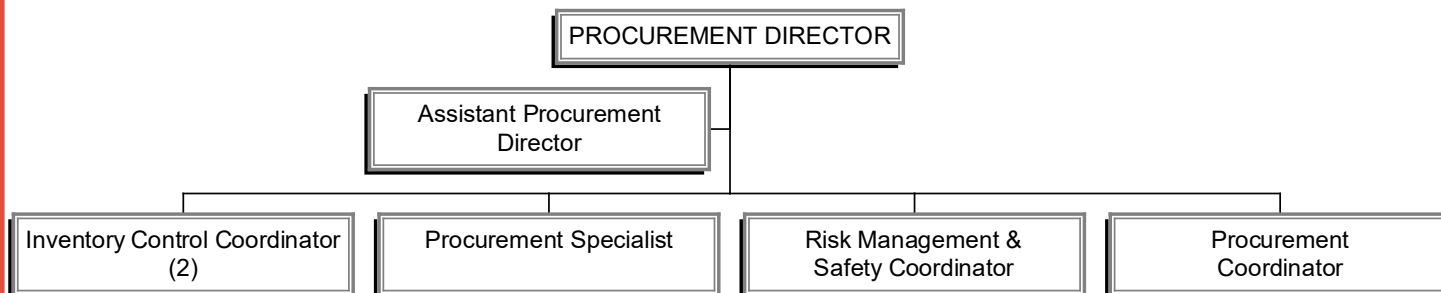 PROCUREMENT DIRECTOR
Assistant Procurement
Director
Inventory Control Coordinator
(2)
Procurement Specialist
Risk Management &
Safety Coordinator
Procurement
Coordinator